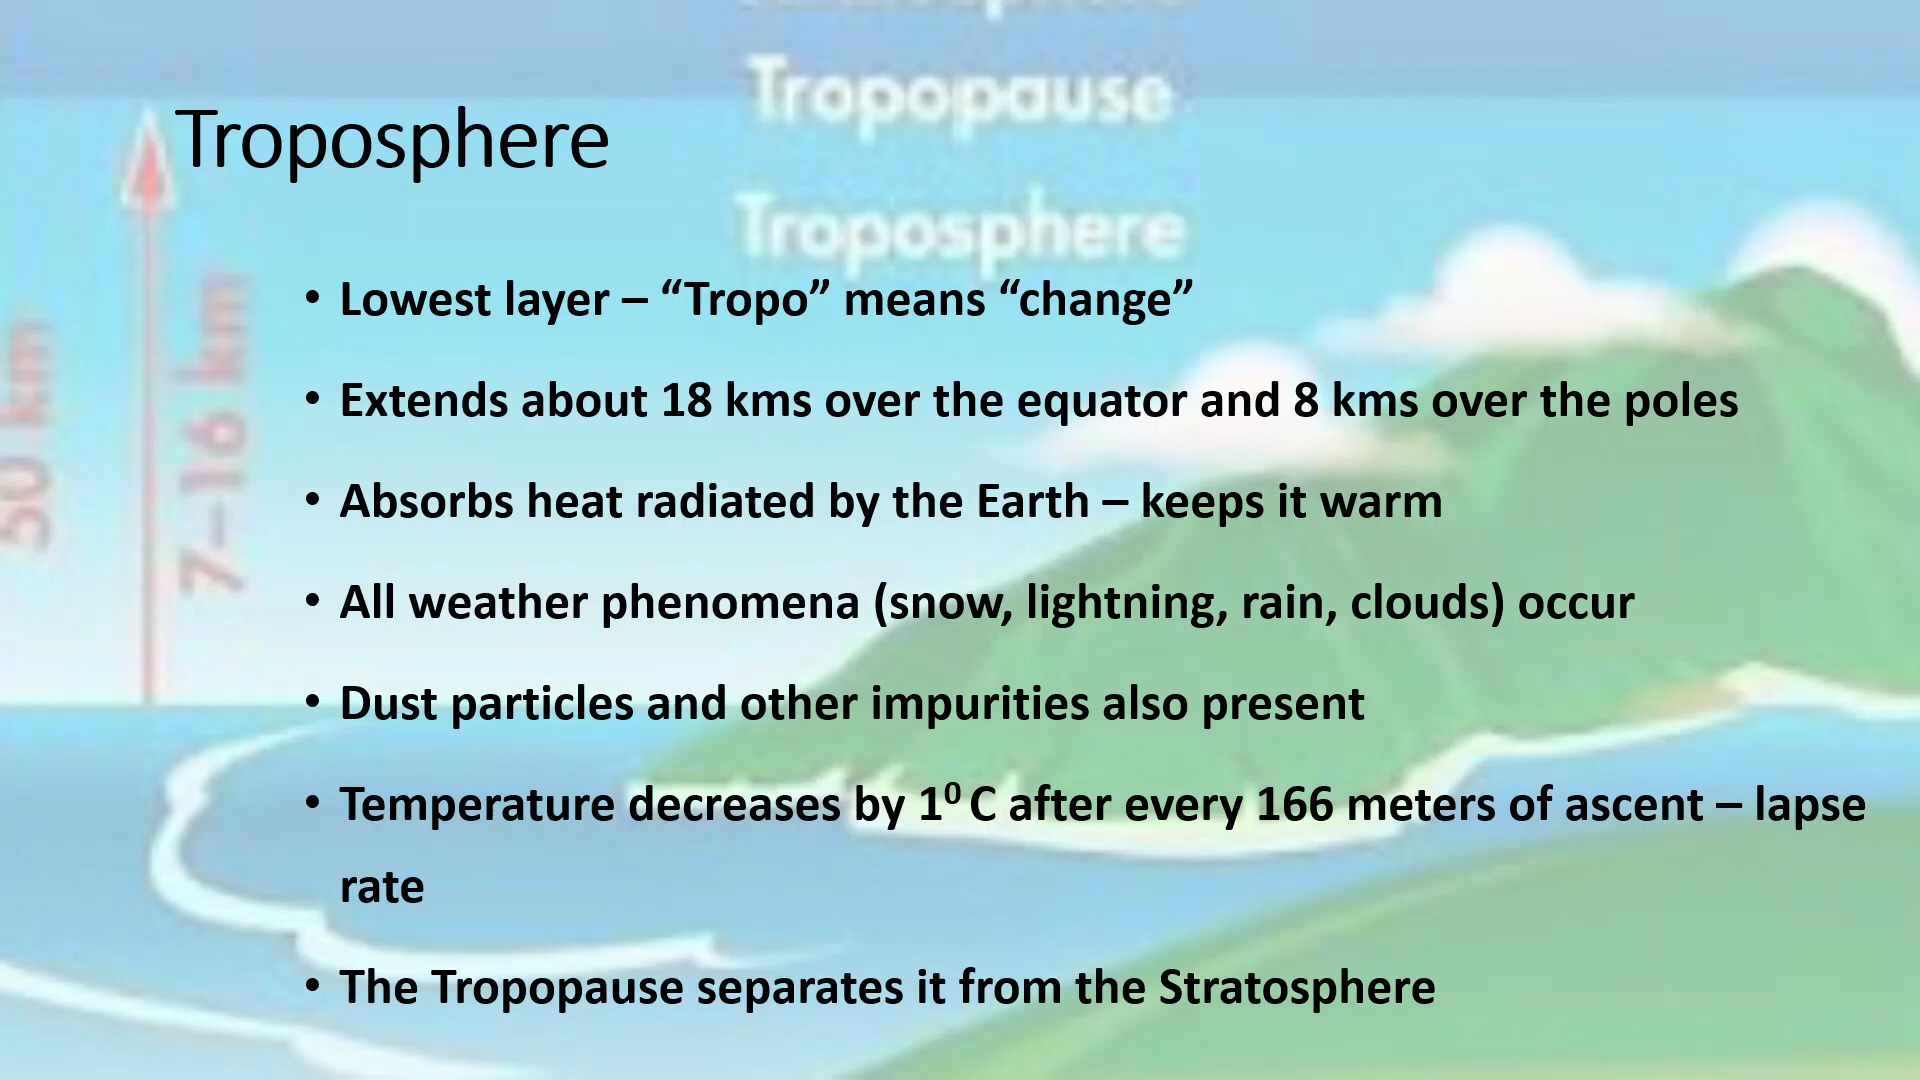 Tropopause
Troposphere
Troposphere
50 km
7–16 km
• Lowest layer – “Tropo” means “change”
• Extends about 18 kms over the equator and 8 kms over the poles
• Absorbs heat radiated by the Earth – keeps it warm
• All weather phenomena (snow, lightning, rain, clouds) occur
• Dust particles and other impurities also present
• Temperature decreases by 1⁰ C after every 166 meters of ascent – lapse
rate
• The Tropopause separates it from the Stratosphere